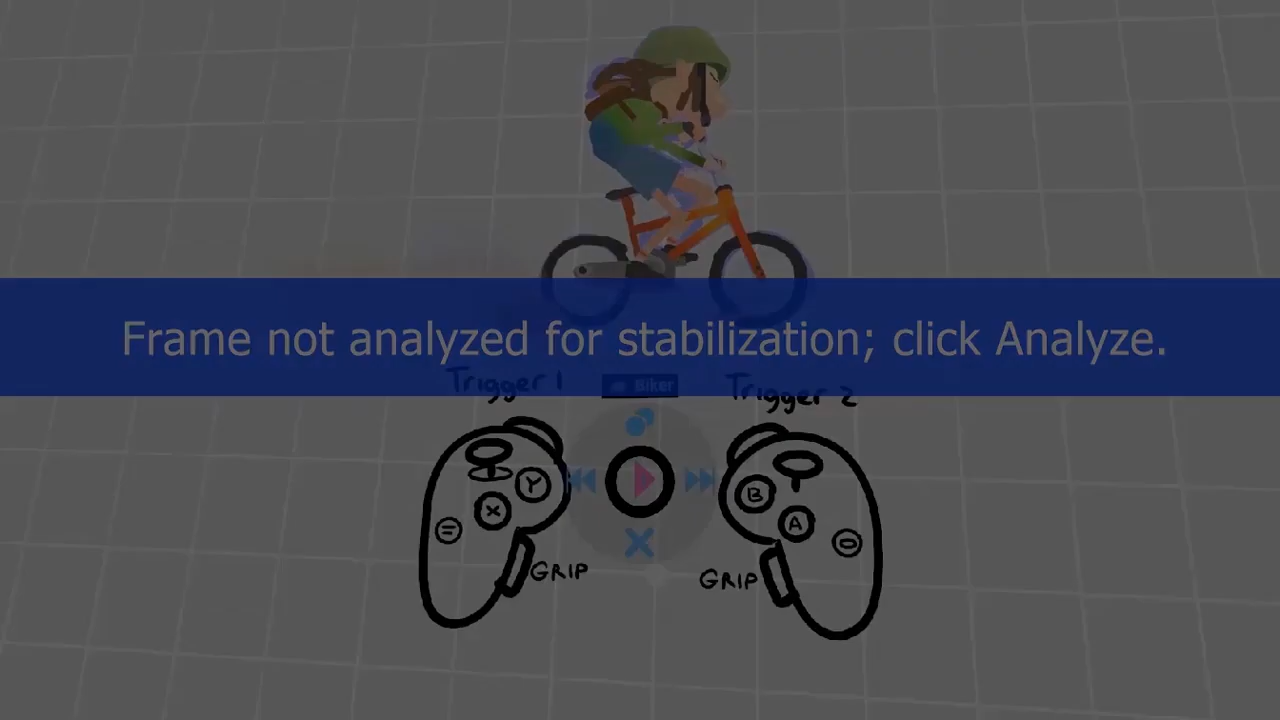 Frame not analyzed for stabilization; click Analyze.
Trigger 1
Biker
Trigger 2
Y
X
B
A
GRIP
GRIP